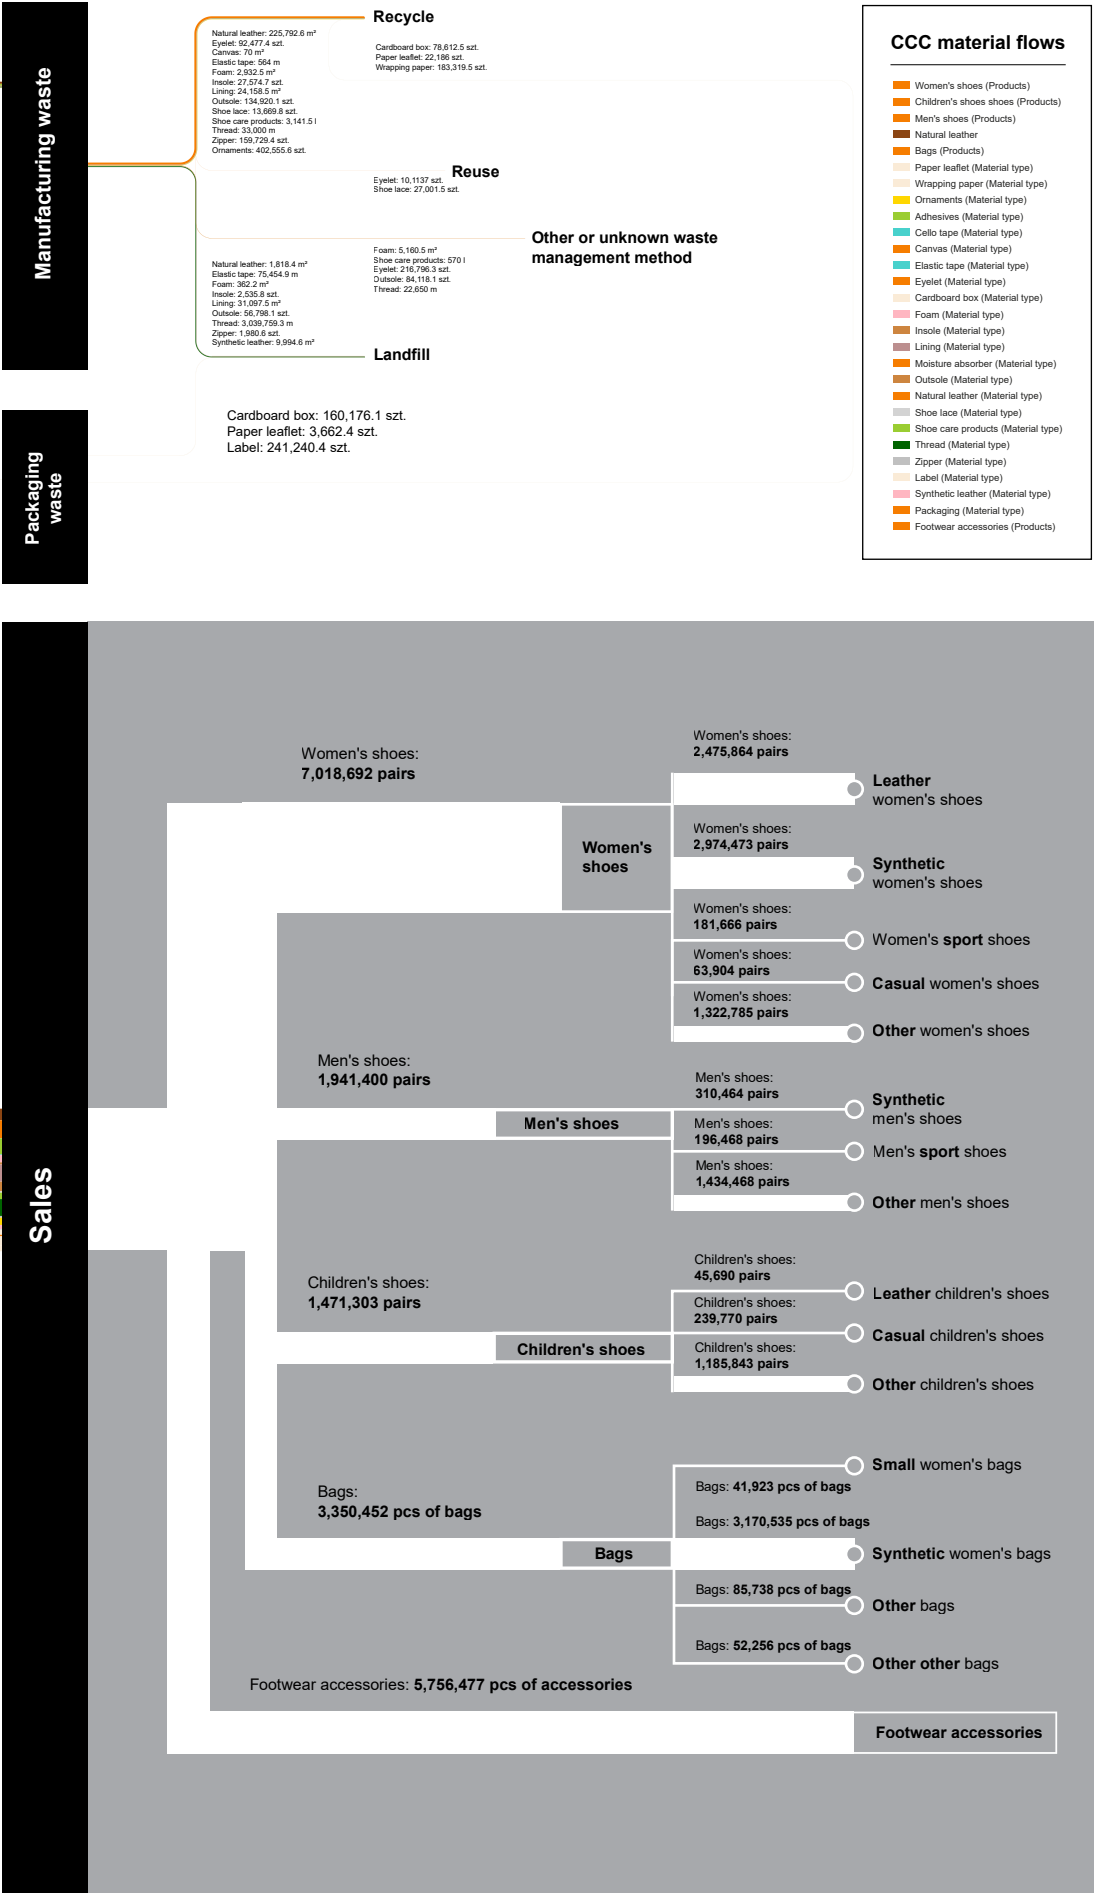 Manufacturing waste
Recycle
Natural leather: 225,792.6 m²
Eyelet: 92,477.4 szt.
Canvas: 70 m²
Elastic tape: 564 m
Foam: 2,932.5 m²
Insole: 27,574.7 szt.
Lining: 24,158.5 m²
Outsole: 134,920.1 szt.
Shoe lace: 13,669.8 szt.
Shoe care products: 3,141.5 l
Thread: 33,000 m
Zipper: 159,729.4 szt.
Ornaments: 402,555.6 szt.
Cardboard box: 78,612.5 szt.
Paper leaflet: 22,186 szt.
Wrapping paper: 183,319.5 szt.
Reuse
Eyelet: 10,1137 szt.
Shoe lace: 27,001.5 szt.
Other or unknown waste
management method
Foam: 5,160.5 m²
Shoe care products: 570 l
Eyelet: 216,796.3 szt.
Outsole: 84,118.1 szt.
Thread: 22,650 m
Natural leather: 1,818.4 m²
Elastic tape: 75,454.9 m
Foam: 362.2 m²
Insole: 2,535.8 szt.
Lining: 31,097.5 m²
Outsole: 56,798.1 szt.
Thread: 3,039,759.3 m
Zipper: 1,980.6 szt.
Synthetic leather: 9,994.6 m²
Landfill
Packaging
waste
Cardboard box: 160,176.1 szt.
Paper leaflet: 3,662.4 szt.
Label: 241,240.4 szt.
CCC material flows
Women's shoes (Products)
Children's shoes shoes (Products)
Men's shoes (Products)
Natural leather
Bags (Products)
Paper leaflet (Material type)
Wrapping paper (Material type)
Ornaments (Material type)
Adhesives (Material type)
Cello tape (Material type)
Canvas (Material type)
Elastic tape (Material type)
Eyelet (Material type)
Cardboard box (Material type)
Foam (Material type)
Insole (Material type)
Lining (Material type)
Moisture absorber (Material type)
Outsole (Material type)
Natural leather (Material type)
Shoe lace (Material type)
Shoe care products (Material type)
Thread (Material type)
Zipper (Material type)
Label (Material type)
Synthetic leather (Material type)
Packaging (Material type)
Footwear accessories (Products)
Sales
Women's shoes:
7,018,692 pairs
Women's
shoes
Women's shoes:
2,475,864 pairs
Leather
women's shoes
Women's shoes:
2,974,473 pairs
Synthetic
women's shoes
Women's shoes:
181,666 pairs
Women's sport shoes
Women's shoes:
63,904 pairs
Casual women's shoes
Women's shoes:
1,322,785 pairs
Other women's shoes
Men's shoes:
1,941,400 pairs
Men's shoes
Men's shoes:
310,464 pairs
Synthetic
men's shoes
Men's shoes:
196,468 pairs
Men's sport shoes
Men's shoes:
1,434,468 pairs
Other men's shoes
Children's shoes:
1,471,303 pairs
Children's shoes
Children's shoes:
45,690 pairs
Leather children's shoes
Children's shoes:
239,770 pairs
Casual children's shoes
Children's shoes:
1,185,843 pairs
Other children's shoes
Bags:
3,350,452 pcs of bags
Bags
Small women's bags
Bags: 41,923 pcs of bags
Bags: 3,170,535 pcs of bags
Synthetic women's bags
Bags: 85,738 pcs of bags
Other bags
Bags: 52,256 pcs of bags
Other other bags
Footwear accessories: 5,756,477 pcs of accessories
Footwear accessories